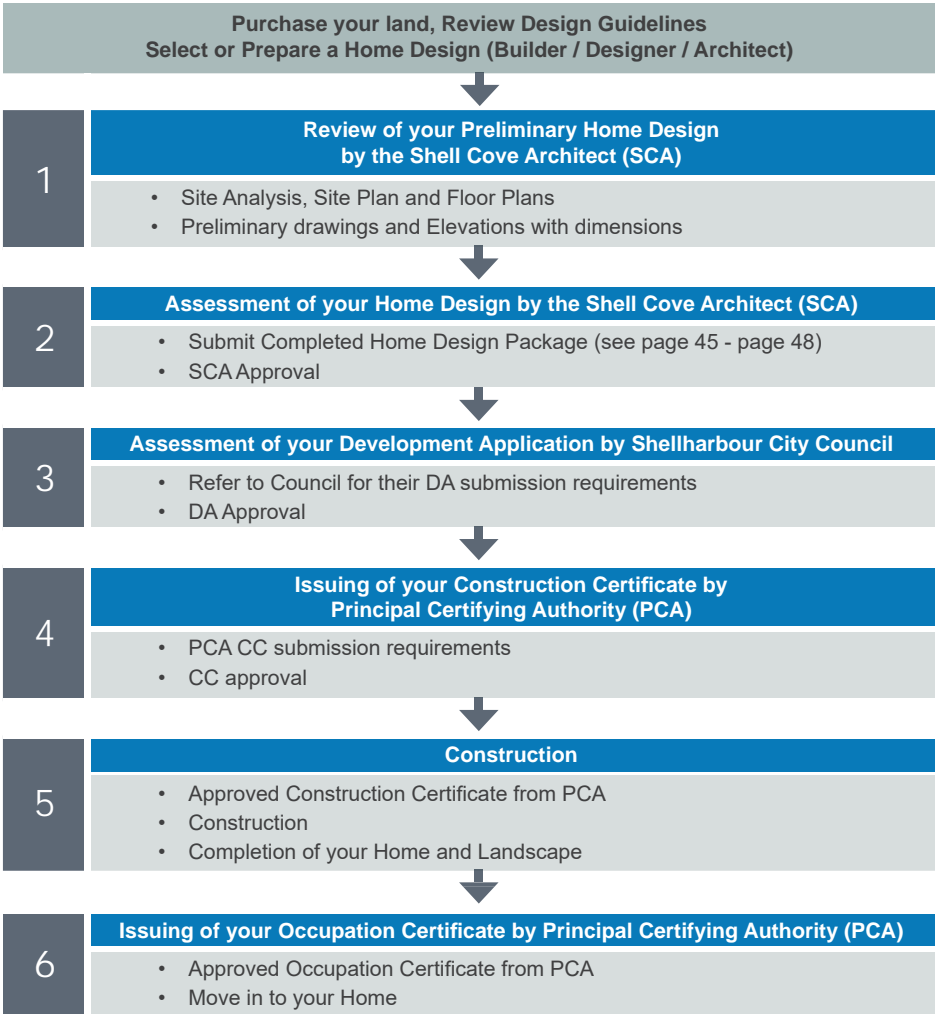 Purchase your land, Review Design Guidelines
Select or Prepare a Home Design (Builder / Designer / Architect)
1
Review of your Preliminary Home Design
by the Shell Cove Architect (SCA)
• Site Analysis, Site Plan and Floor Plans
• Preliminary drawings and Elevations with dimensions
2
Assessment of your Home Design by the Shell Cove Architect (SCA)
• Submit Completed Home Design Package (see page 45 - page 48)
• SCA Approval
3
Assessment of your Development Application by Shellharbour City Council
• Refer to Council for their DA submission requirements
• DA Approval
4
Issuing of your Construction Certificate by
Principal Certifying Authority (PCA)
• PCA CC submission requirements
• CC approval
5
Construction
• Approved Construction Certificate from PCA
• Construction
• Completion of your Home and Landscape
6
Issuing of your Occupation Certificate by Principal Certifying Authority (PCA)
• Approved Occupation Certificate from PCA
• Move in to your Home